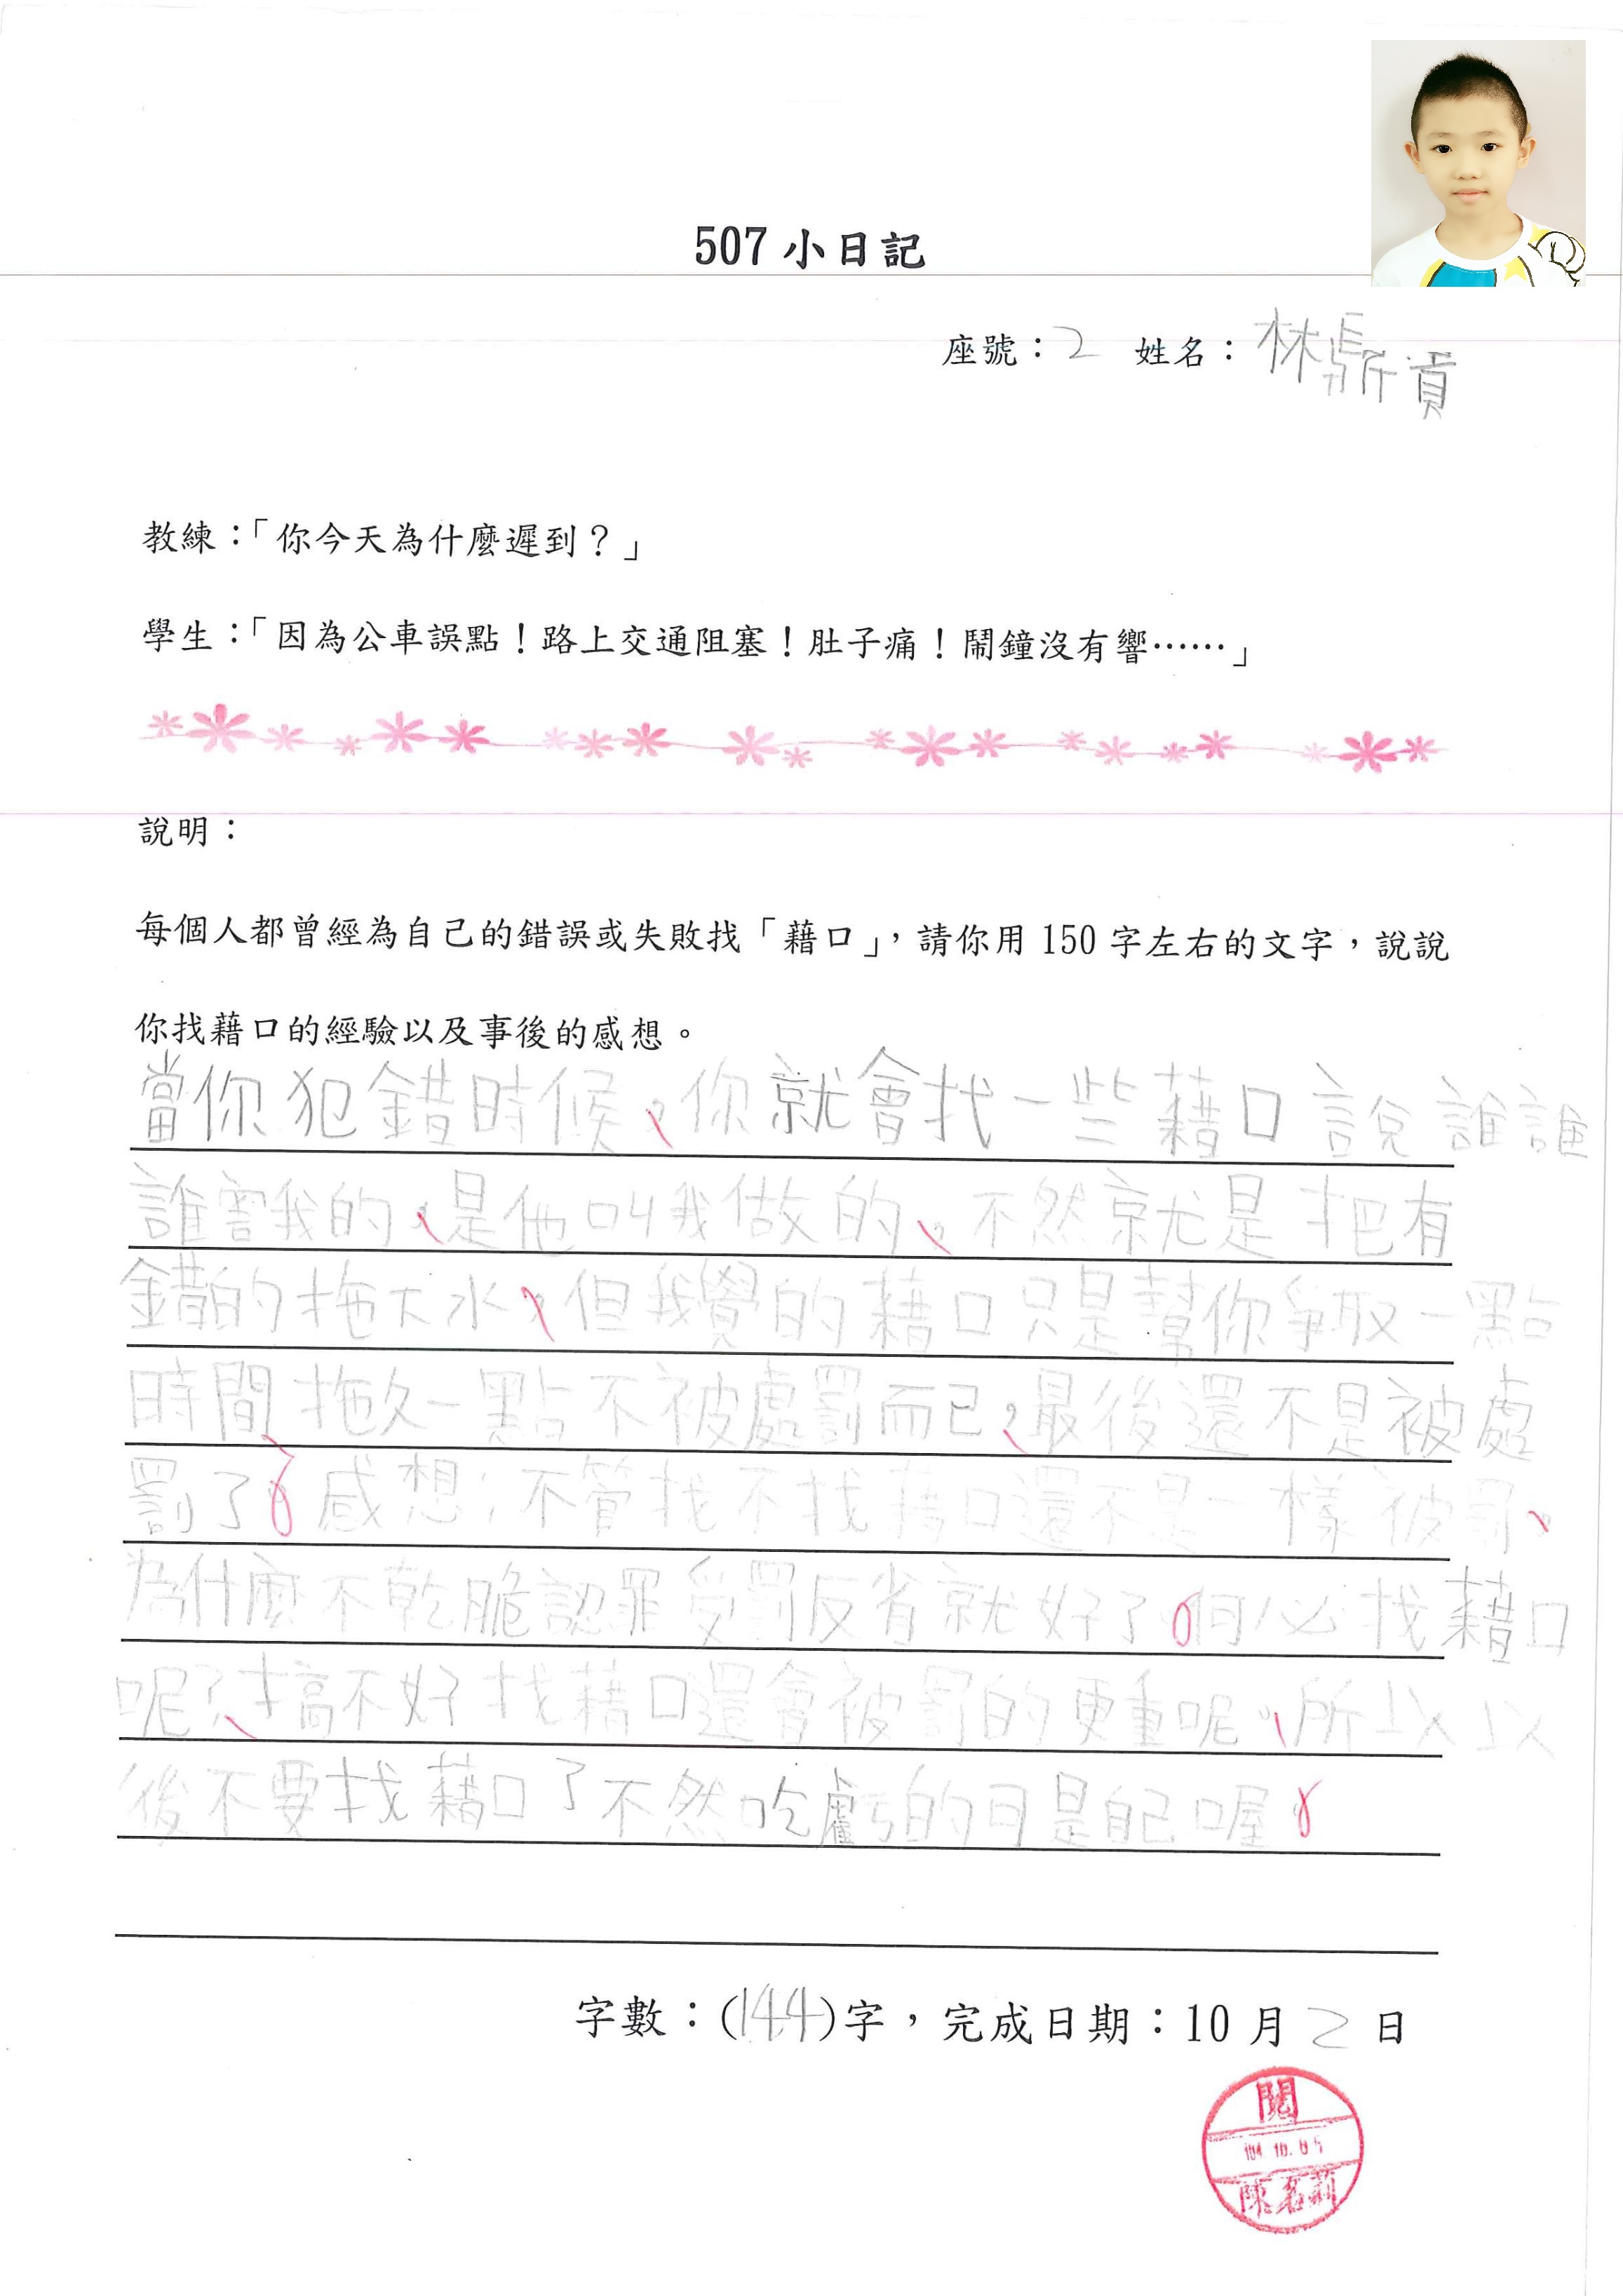 507 小日記
座號：2 姓名：林鼎貢
教練：「你今天為什麼遲到？」
學生：「因為公車誤點！路上交通阻塞！肚子痛！鬧鐘沒有響……」
說明：
每個人都曾經為自己的錯誤或失敗找「藉口」，請你用 150 字左右的文字，說說
你找藉口的經驗以及事後的感想。
當你犯錯時候，你就會找一些藉口說誰誰
誰害我的，是他叫我做的，不然就是把有
錯的拖下水，但我覺的藉口只是幫你爭取一點
時間，拖久一點不被處罰而已，最後還不是被處
罰了。感想；不管找不找藉口還不是一樣被罰，
為什麼不乾脆認罪受罰反省就好了。何必找藉口
呢？搞不好找藉口還會被罰的更重呢，所以以
後不要找藉口了不然吃虧的可是自己喔。
字數：(144)字，完成日期：10 月 2 日
閱
104.10.05
陳茗莉